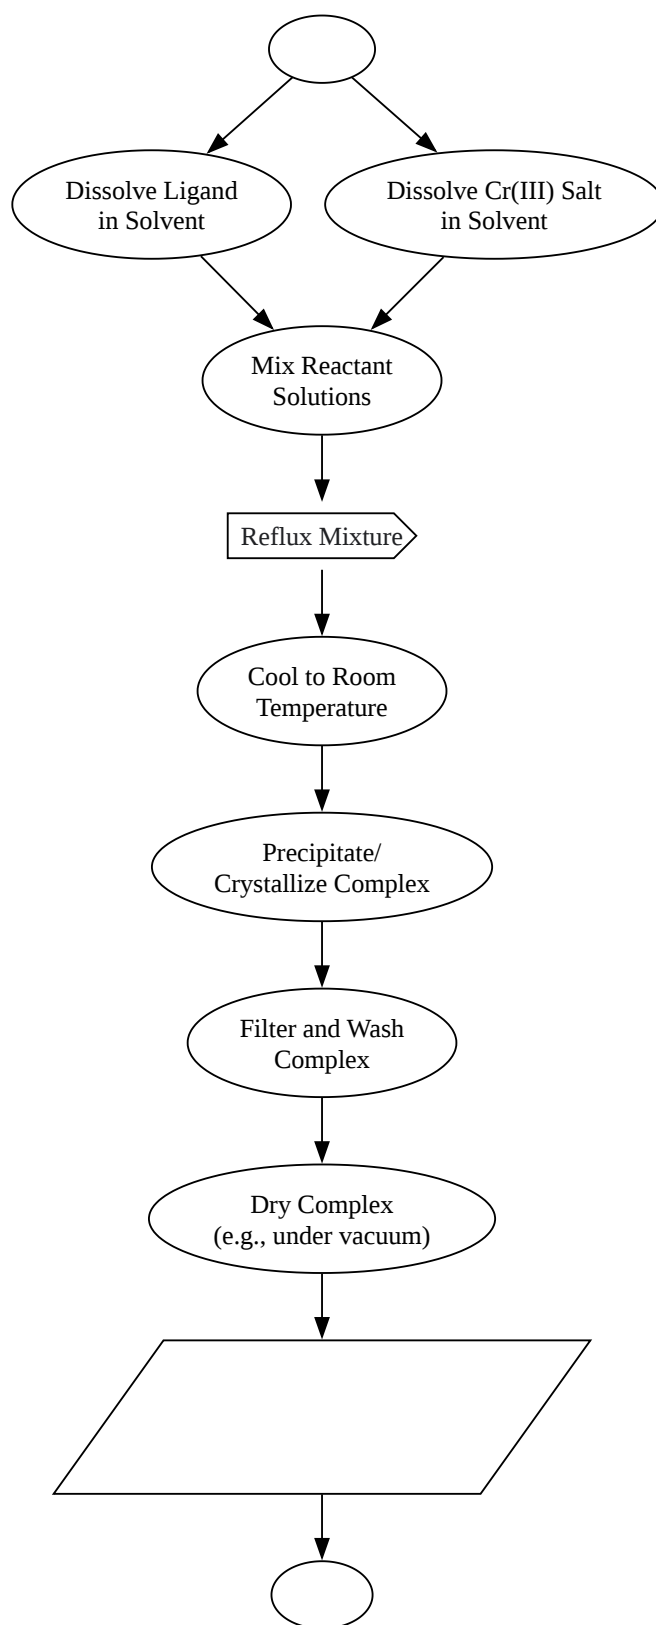 Dissolve Ligand
in Solvent
Dissolve Cr(III) Salt
in Solvent
Mix Reactant
Solutions
Reflux Mixture
Cool to Room
Temperature
Precipitate/
Crystallize Complex
Filter and Wash
Complex
Dry Complex
(e.g., under vacuum)